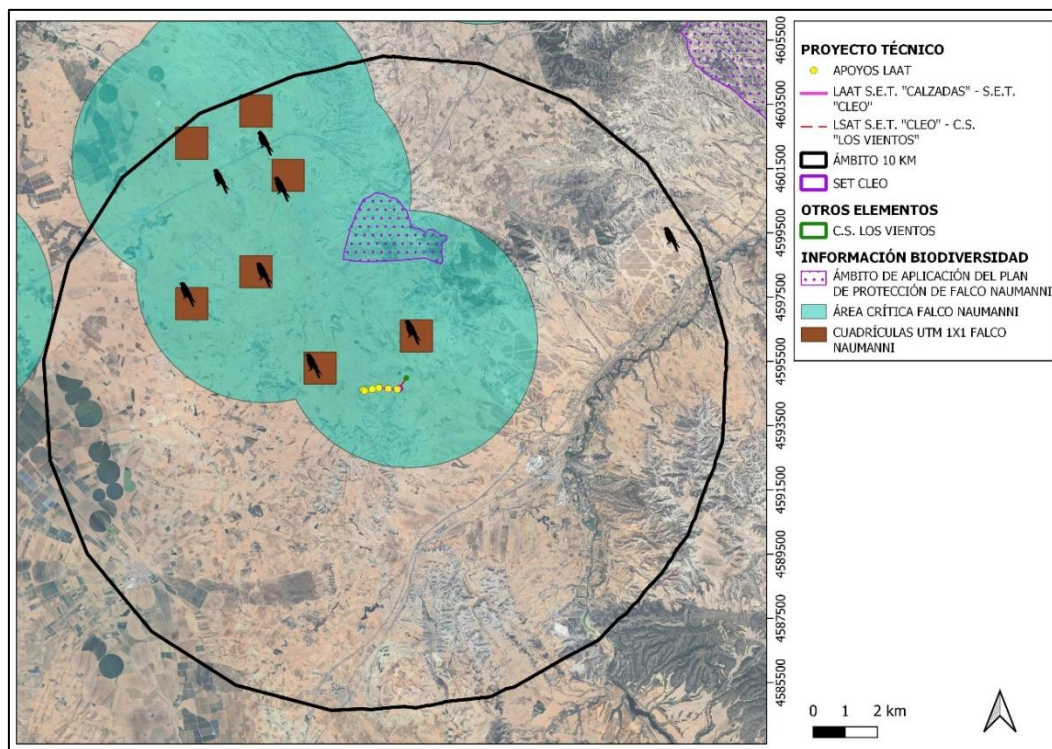 4605500
4603500
4601500
4599500
4597500
4595500
4593500
4591500
4589500
4587500
4585500
PROYECTO TÉCNICO
APOYOS LAAT
LAAT S.E.T. "CALZADAS" - S.E.T.
"CLEO"
LSAT S.E.T. "CLEO" - C.S.
"LOS VIENTOS"
ÁMBITO 10 KM
SET CLEO
OTROS ELEMENTOS
C.S. LOS VIENTOS
INFORMACIÓN BIODIVERSIDAD
ÁMBITO DE APLICACIÓN DEL PLAN
DE PROTECCIÓN DE FALCO NAUMANNI
ÁREA CRÍTICA FALCO NAUMANNI
CUADRÍCULAS UTM 1X1 FALCO
NAUMANNI
0 1 2 km